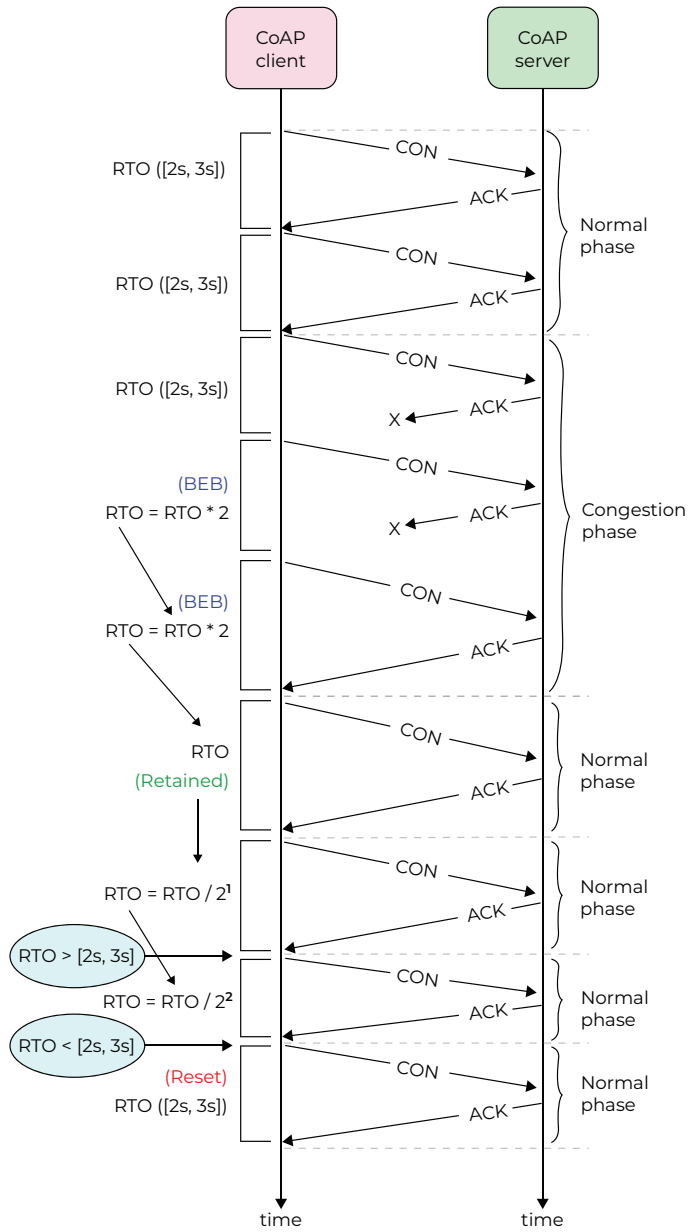 CoAP
client
CoAP
server
CON
RTO ([2s, 3s])
ACK
Normal
phase
CON
RTO ([2s, 3s])
ACK
CON
RTO ([2s, 3s])
ACK
X
CON
(BEB)
RTO = RTO * 2
Congestion
phase
ACK
X
CON
(BEB)
RTO = RTO * 2
ACK
CON
RTO
(Retained)
Normal
phase
ACK
CON
RTO = RTO / 2¹
Normal
phase
ACK
RTO > [2s, 3s]
CON
RTO = RTO / 2²
Normal
phase
ACK
RTO < [2s, 3s]
CON
(Reset)
RTO ([2s, 3s])
Normal
phase
ACK
time
time